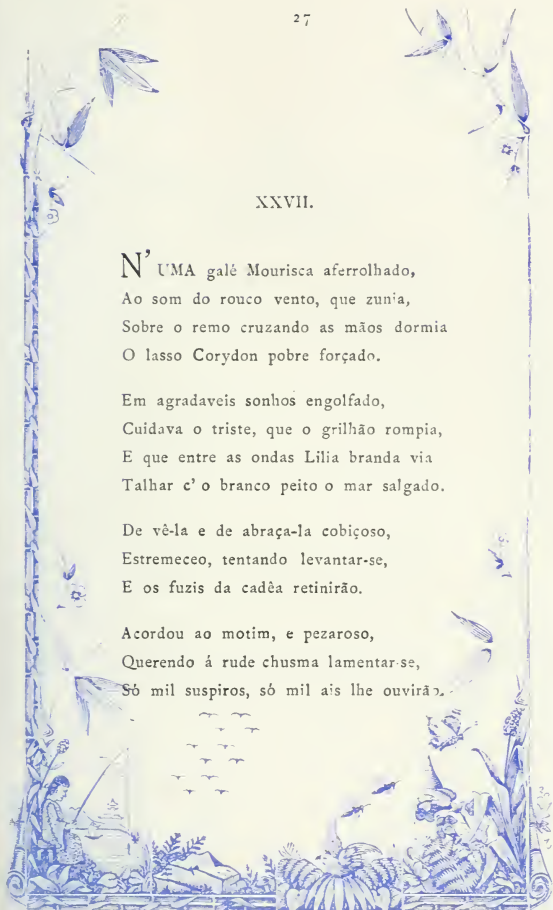 27
XXVII.
N'UMA galé Mourisca aferrolhado,
Ao som do rouco vento, que zunia,
Sobre o remo cruzando as mãos dormia
O lasso Corydon pobre forçado.
Em agradaveis sonhos engolfado,
Cuidava o triste, que o grilhão rompia,
E que entre as ondas Lilia branda via
Talhar c' o branco peito o mar salgado.
De vê-la e de abraça-la cobiçoso,
Estremeceo, tentando levantar-se,
E os fuzis da cadêa retinirão.
Acordou ao motim, e pezaroso,
Querendo á rude chusma lamentar-se,
Só mil suspiros, só mil ais lhe ouvirão.